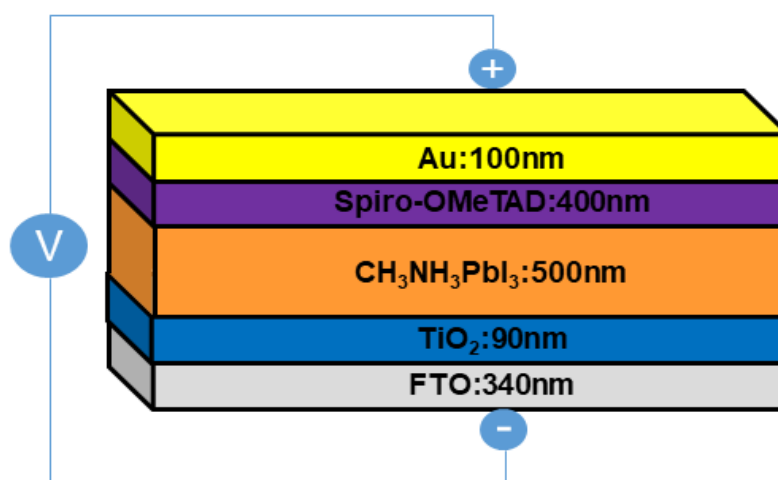 +
Au:100nm
Spiro-OMeTAD:400nm
V
CH₃NH₃PbI₃:500nm
TiO₂:90nm
FTO:340nm
-